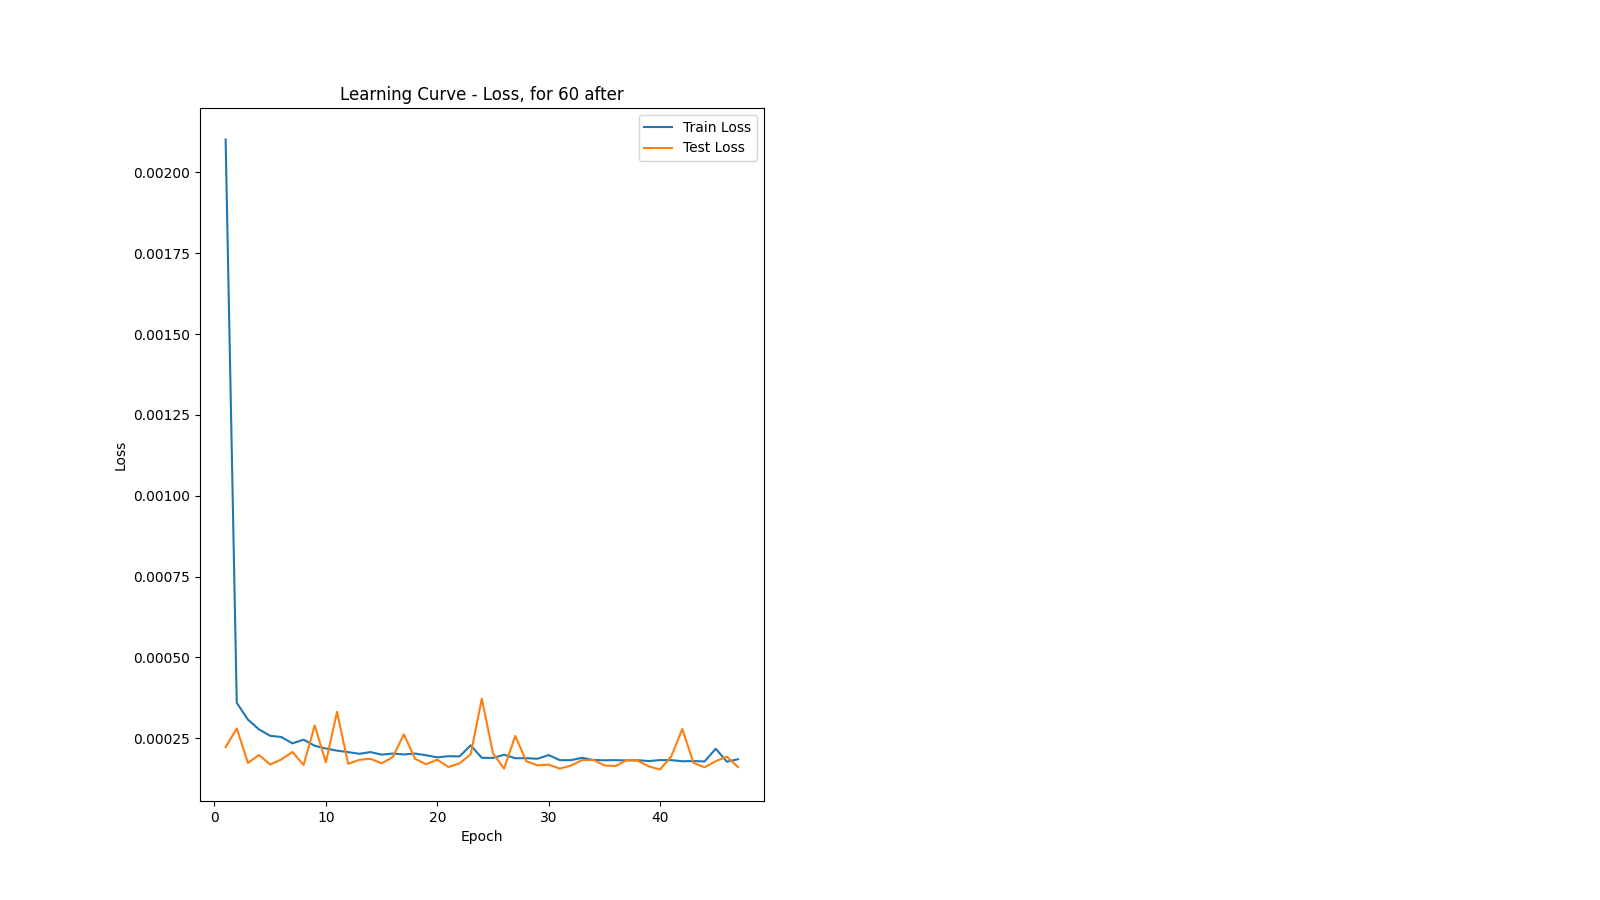 Learning Curve - Loss, for 60 after
Train Loss
Test Loss
0.00200
0.00175
0.00150
0.00125
0.00100
0.00075
0.00050
0.00025
Loss
0 10 20 30 40
Epoch